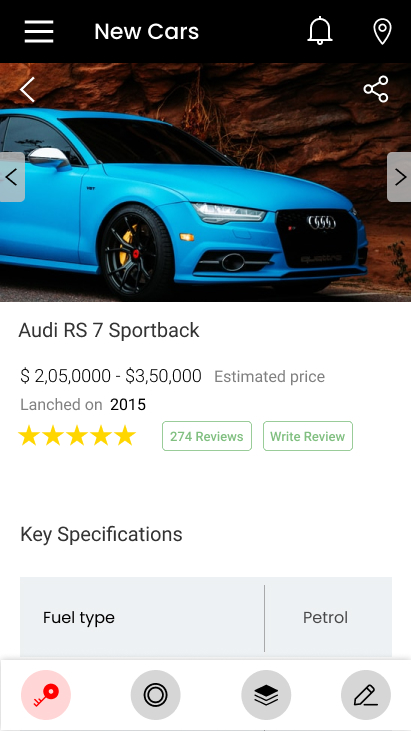 New Cars
Audi RS 7 Sportback
$ 2,05,0000 - $3,50,000 Estimated price
Lanched on 2015
274 Reviews Write Review
Key Specifications
Fuel type Petrol